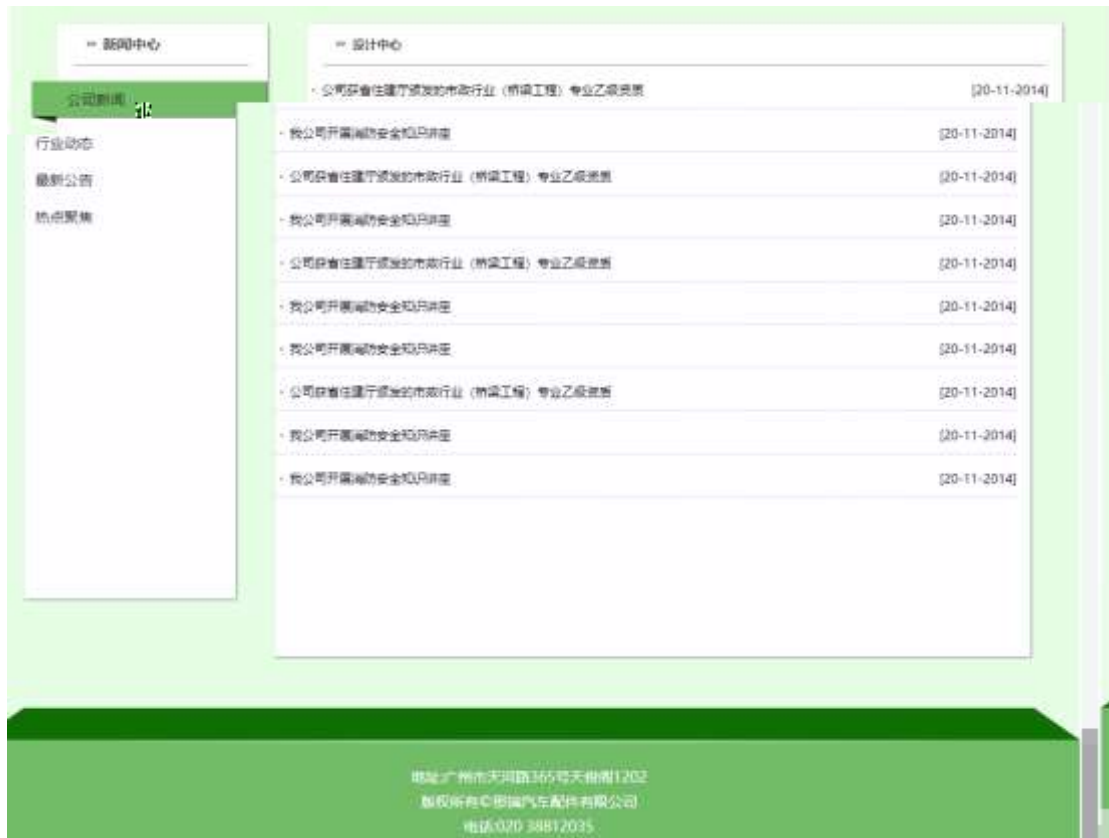 新闻中心
公司新闻
行业动态
最新公告
热点聚焦
设计中心
· 公司获省住建厅颁发的市政行业（桥梁工程）专业乙级资质 [20-11-2014]
· 我公司开展消防安全知识讲座 [20-11-2014]
· 公司获省住建厅颁发的市政行业（桥梁工程）专业乙级资质 [20-11-2014]
· 我公司开展消防安全知识讲座 [20-11-2014]
· 公司获省住建厅颁发的市政行业（桥梁工程）专业乙级资质 [20-11-2014]
· 我公司开展消防安全知识讲座 [20-11-2014]
· 我公司开展消防安全知识讲座 [20-11-2014]
· 公司获省住建厅颁发的市政行业（桥梁工程）专业乙级资质 [20-11-2014]
· 我公司开展消防安全知识讲座 [20-11-2014]
· 我公司开展消防安全知识讲座 [20-11-2014]
地址:广州市天河路365号天俊阁1202
版权所有©
汽车配件有限公司
电话:020 38812035